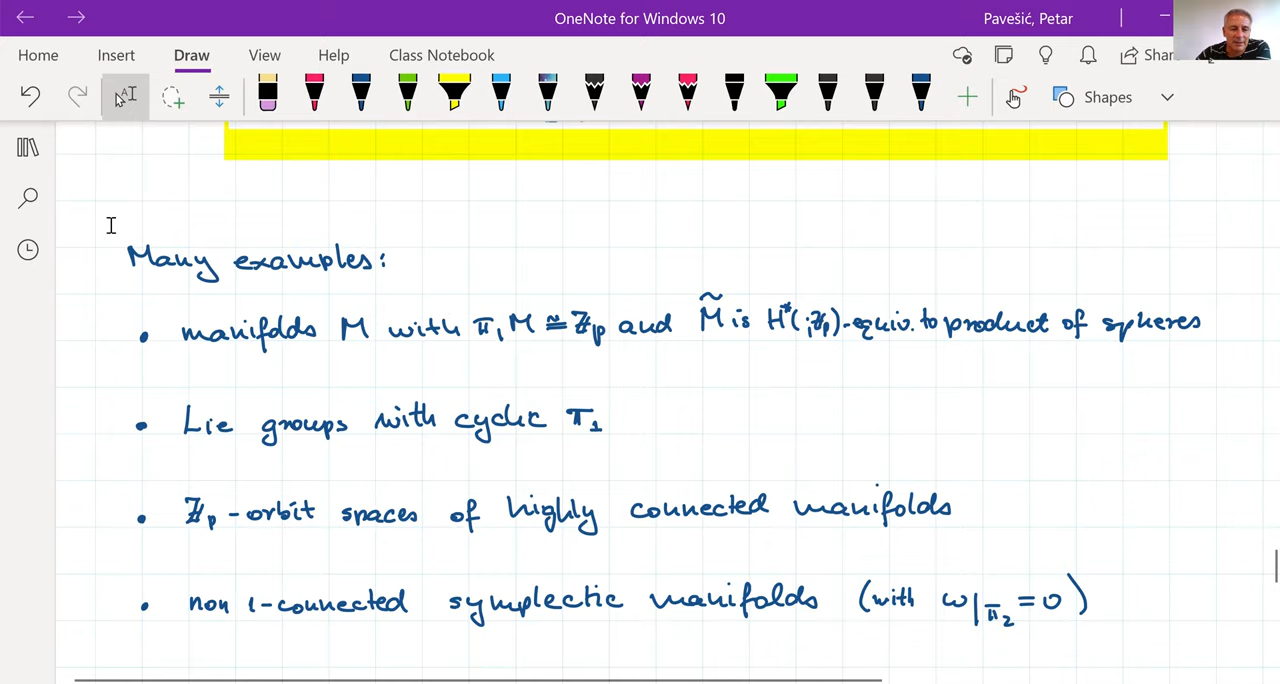 OneNote for Windows 10
Pavešić, Petar
Home Insert Draw View Help Class Notebook Shar
Shapes
Many examples:
• manifolds M with π₁M ≅ ℤₚ and M̃ is H*( ;ℤₚ)-equiv. to product of spheres
• Lie groups with cyclic π₁
• ℤₚ-orbit spaces of highly connected manifolds
• non 1-connected symplectic manifolds (with ω|π₂ = 0)